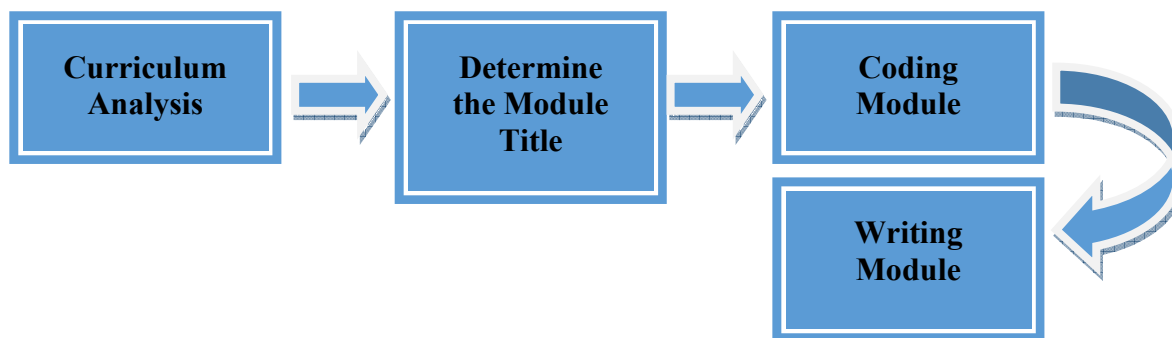 Curriculum
Analysis
Determine
the Module
Title
Coding
Module
Writing
Module